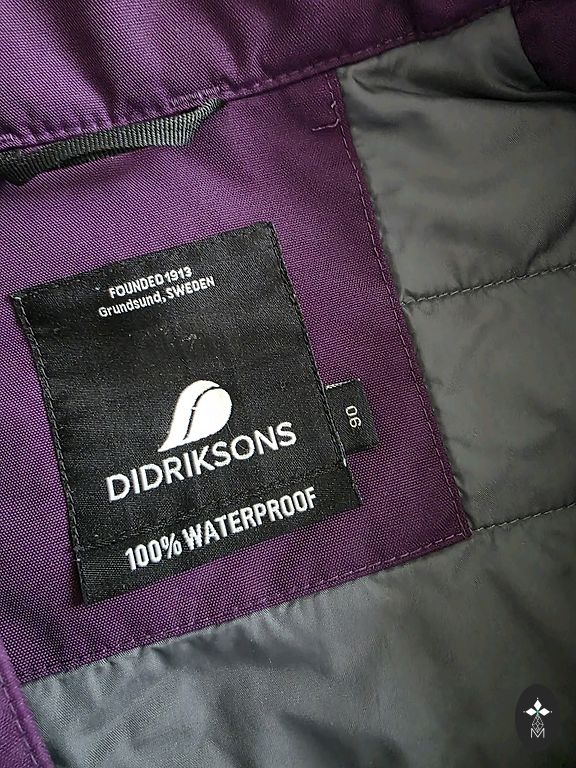 FOUNDED 1913
Grundsund, SWEDEN
DIDRIKSONS
100% WATERPROOF
90
M